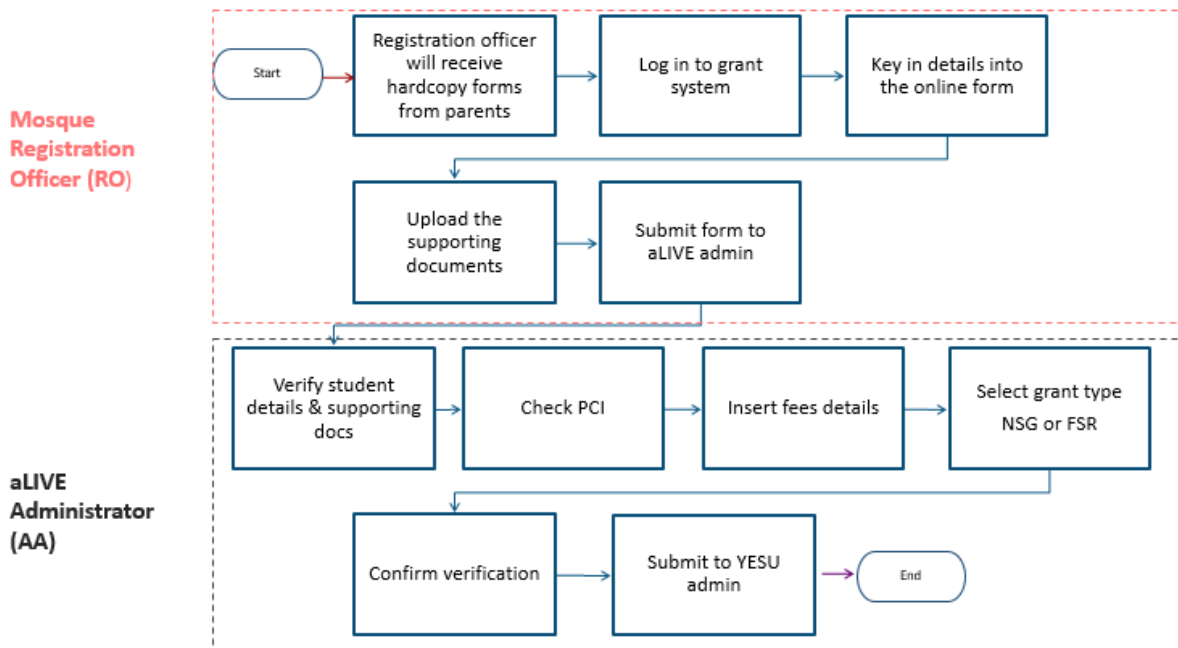 Start
Registration officer
will receive
hardcopy forms
from parents
Log in to grant
system
Key in details into
the online form
Mosque
Registration
Officer (RO)
Upload the
supporting
documents
Submit form to
aLIVE admin
Verify student
details & supporting
docs
Check PCI
Insert fees details
Select grant type
NSG or FSR
aLIVE
Administrator
(AA)
Confirm verification
Submit to YESU
admin
End